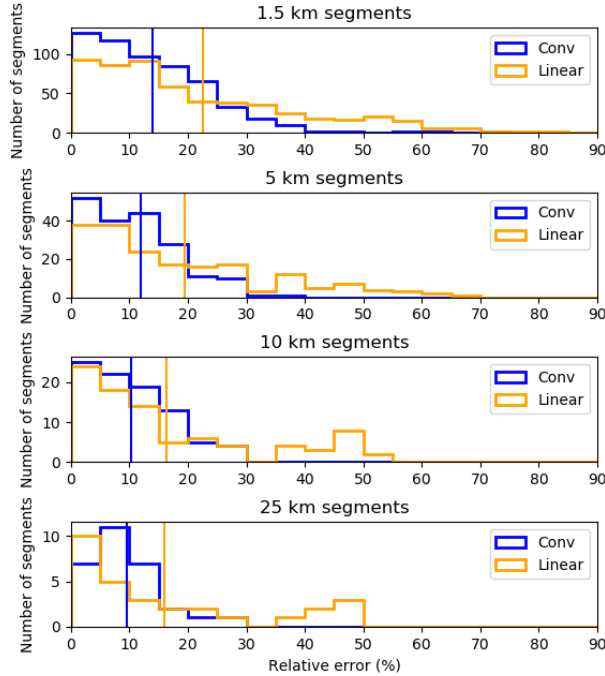 1.5 km segments
Number of segments
100
50
0
Conv
Linear
0 10 20 30 40 50 60 70 80 90
5 km segments
Number of segments
40
20
0
Conv
Linear
0 10 20 30 40 50 60 70 80 90
10 km segments
Number of segments
20
10
0
Conv
Linear
0 10 20 30 40 50 60 70 80 90
25 km segments
Number of segments
10
5
0
Conv
Linear
0 10 20 30 40 50 60 70 80 90
Relative error (%)